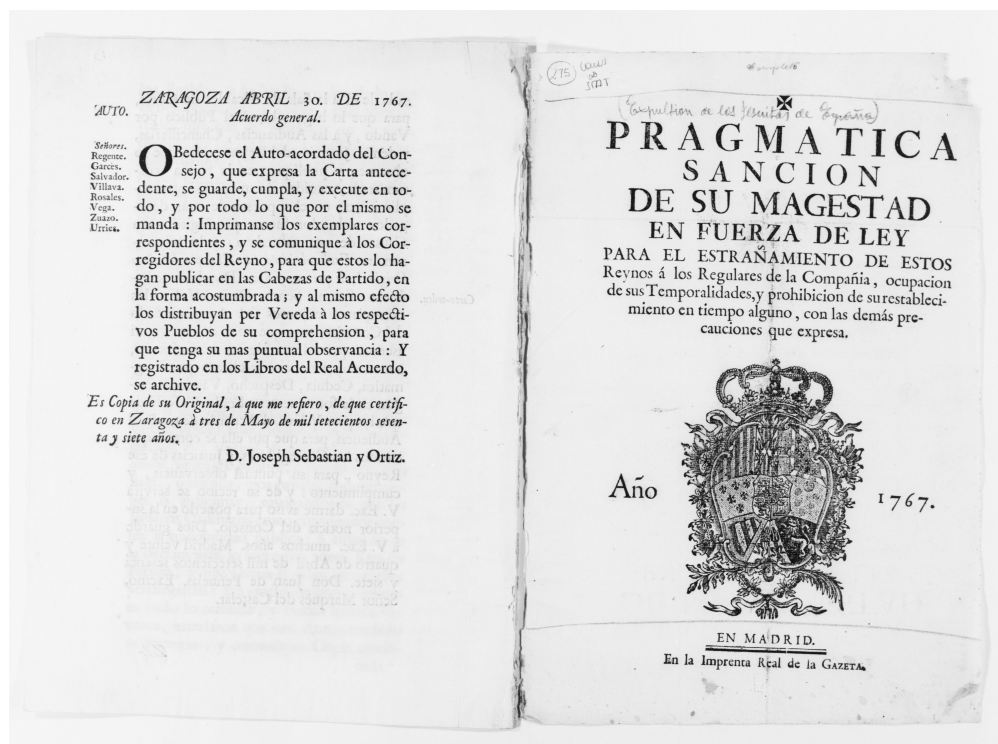 ZARAGOZA ABRIL 30. DE 1767.
AUTO.
Acuerdo general.
Señores.
Regente.
Garces.
Salvador.
Villava.
Rosales.
Vega.
Zuazo.
Urries.
OBedecese el Auto-acordado del Con-
sejo, que expresa la Carta antece-
dente, se guarde, cumpla, y execute en to-
do, y por todo lo que por el mismo se
manda: Imprimanse los exemplares cor-
respondientes, y se comunique à los Cor-
regidores del Reyno, para que estos lo ha-
gan publicar en las Cabezas de Partido, en
la forma acostumbrada; y al mismo efecto
los distribuyan per Vereda à los respecti-
vos Pueblos de su comprehension, para
que tenga su mas puntual observancia: Y
registrado en los Libros del Real Acuerdo,
se archive.
Es Copia de su Original, à que me refiero, de que certifi-
co en Zaragoza à tres de Mayo de mil setecientos sesen-
ta y siete años.
D. Joseph Sebastian y Ortiz.
275
(Expulsion de los Jesuitas de España)
PRAGMATICA
SANCION
DE SU MAGESTAD
EN FUERZA DE LEY
PARA EL ESTRAÑAMIENTO DE ESTOS
Reynos á los Regulares de la Compañia, ocupacion
de sus Temporalidades, y prohibicion de su restableci-
miento en tiempo alguno, con las demás pre-
cauciones que expresa.
Año 1767.
EN MADRID.
En la Imprenta Real de la GAZETA.